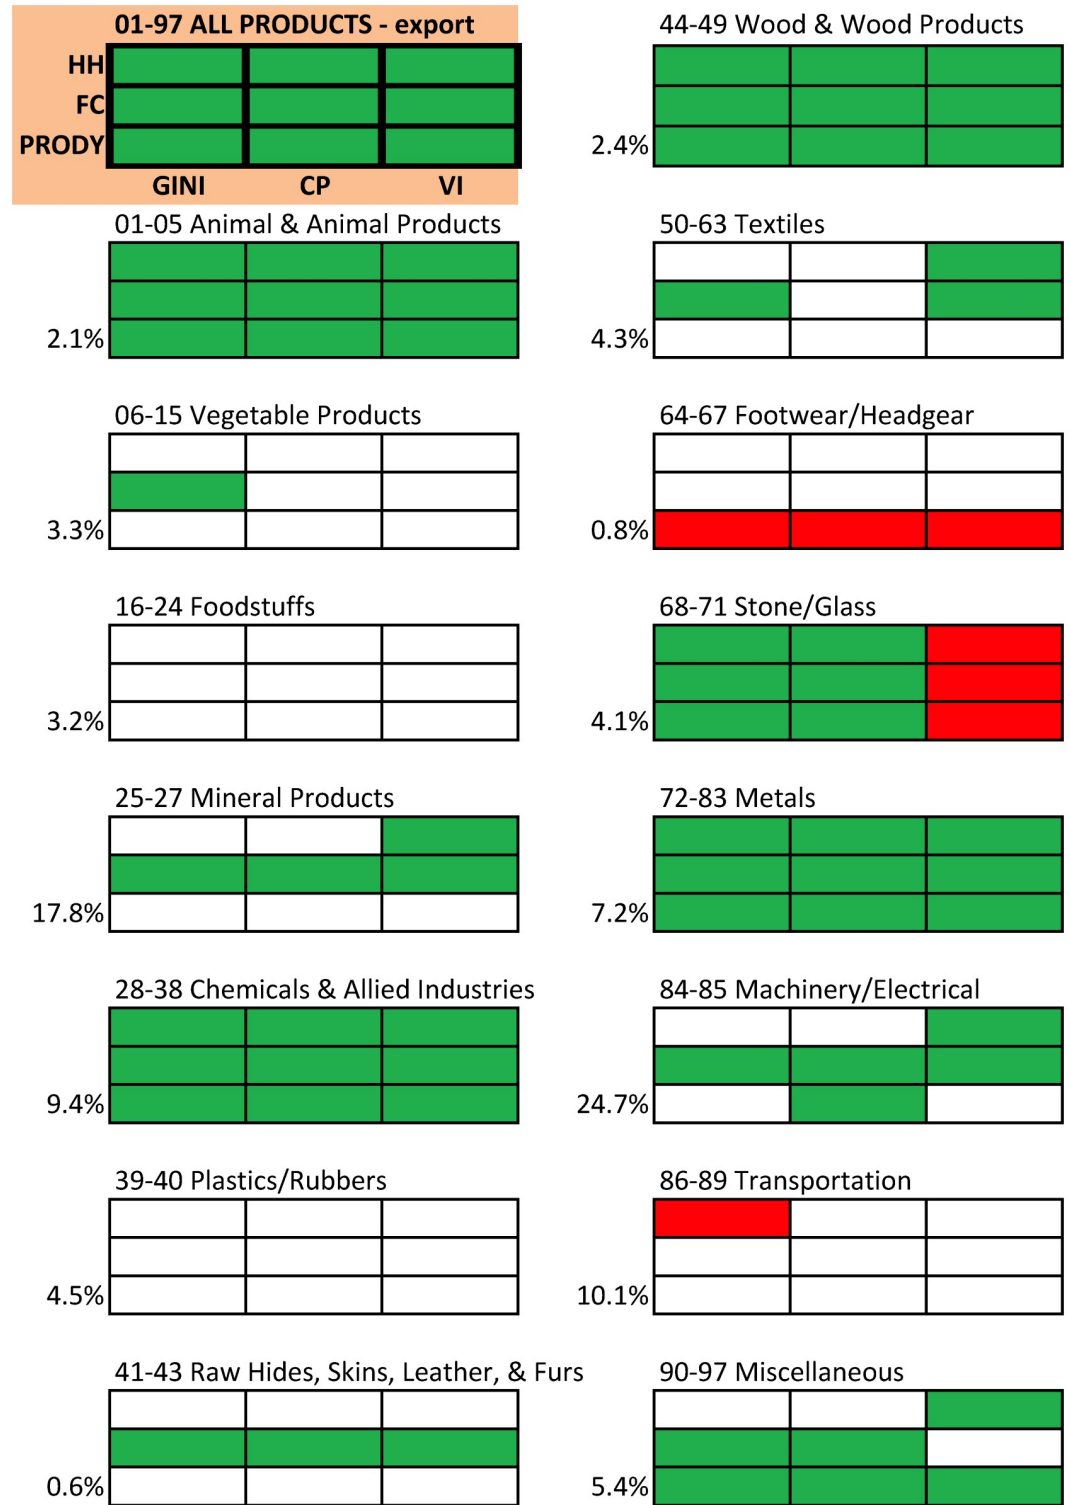 01-97 ALL PRODUCTS - export
HH
FC
PRODY
GINI CP VI
01-05 Animal & Animal Products
2.1%
06-15 Vegetable Products
3.3%
16-24 Foodstuffs
3.2%
25-27 Mineral Products
17.8%
28-38 Chemicals & Allied Industries
9.4%
39-40 Plastics/Rubbers
4.5%
41-43 Raw Hides, Skins, Leather, & Furs
0.6%
44-49 Wood & Wood Products
2.4%
50-63 Textiles
4.3%
64-67 Footwear/Headgear
0.8%
68-71 Stone/Glass
4.1%
72-83 Metals
7.2%
84-85 Machinery/Electrical
24.7%
86-89 Transportation
10.1%
90-97 Miscellaneous
5.4%